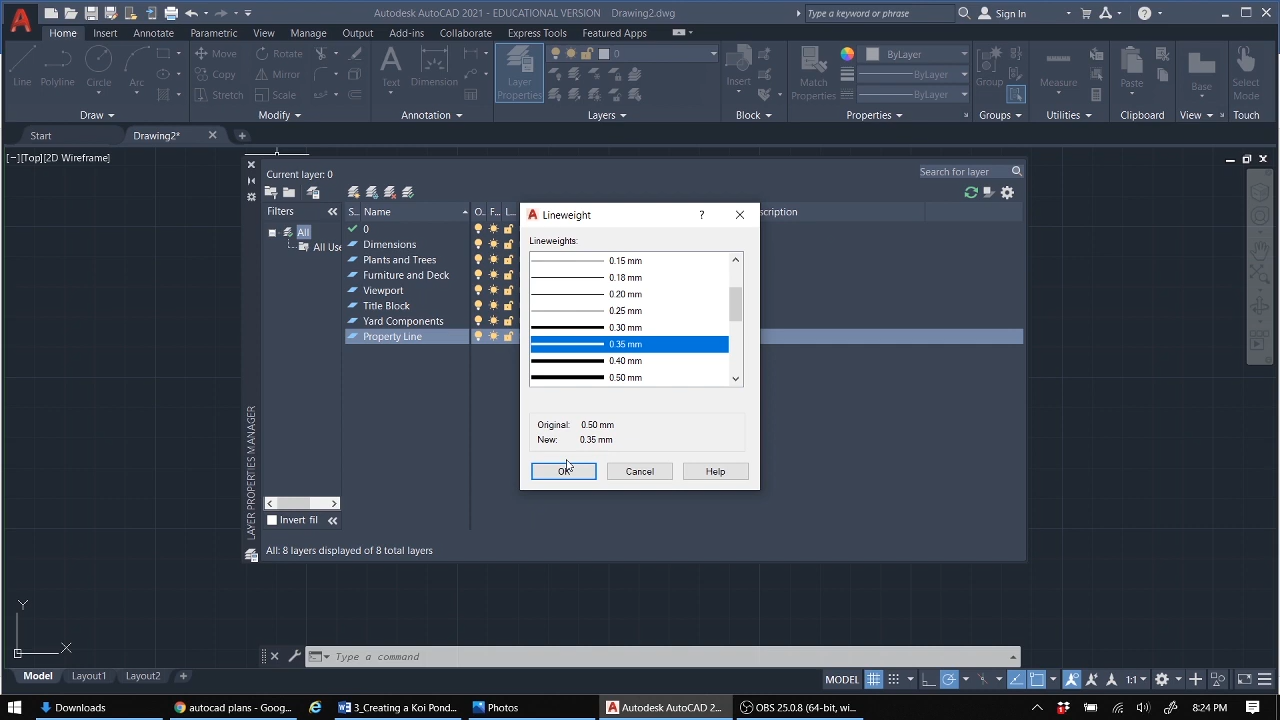 Autodesk AutoCAD 2021 - EDUCATIONAL VERSION Drawing2.dwg
Type a keyword or phrase
Sign In
Home Insert Annotate Parametric View Manage Output Add-ins Collaborate Express Tools Featured Apps
Line Polyline Circle Arc
Move Rotate
Copy Mirror
Stretch Scale
Text Dimension
Layer Properties
0
Insert
Match Properties
ByLayer
ByLayer
ByLayer
Group
Measure
Paste
Base
Select Mode
Draw Modify Annotation Layers Block Properties Groups Utilities Clipboard View Touch
Start Drawing2*
[−][Top][2D Wireframe]
Current layer: 0
Search for layer
Filters
S.. Name O. F.. L...
scription
All
All Use
0
Dimensions
Plants and Trees
Furniture and Deck
Viewport
Title Block
Yard Components
Property Line
Invert fil
All: 8 layers displayed of 8 total layers
LAYER PROPERTIES MANAGER
A Lineweight ?
Lineweights:
0.15 mm
0.18 mm
0.20 mm
0.25 mm
0.30 mm
0.35 mm
0.40 mm
0.50 mm
Original: 0.50 mm
New: 0.35 mm
OK Cancel Help
Y
X
Type a command
Model Layout1 Layout2
MODEL
1:1
Downloads
autocad plans - Goog...
3_Creating a Koi Pond...
Photos
Autodesk AutoCAD 2...
OBS 25.0.8 (64-bit, wi...
8:24 PM